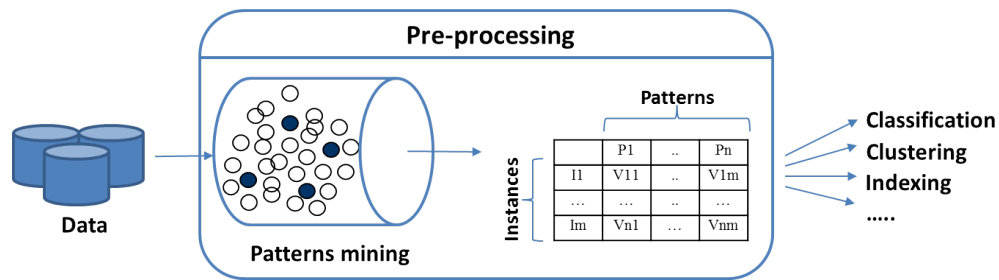 Pre-processing
Data
Patterns mining
Patterns
Instances
P1 .. Pn
I1 V11 .. V1m
... .. ...
Im Vn1 ... Vnm
Classification
Clustering
Indexing
.....